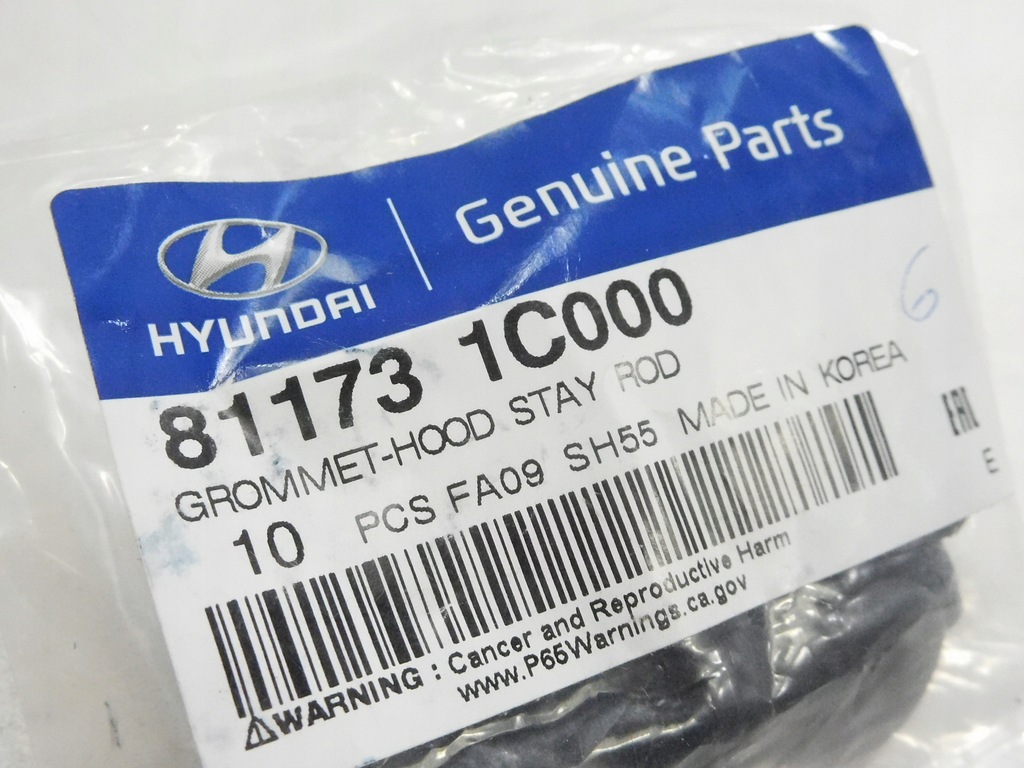 HYUNDAI
Genuine Parts
81173 1C000
GROMMET-HOOD STAY ROD
10 PCS FA09 SH55 MADE IN KOREA
6
EAC
E
⚠WARNING : Cancer and Reproductive Harm
www.P65Warnings.ca.gov